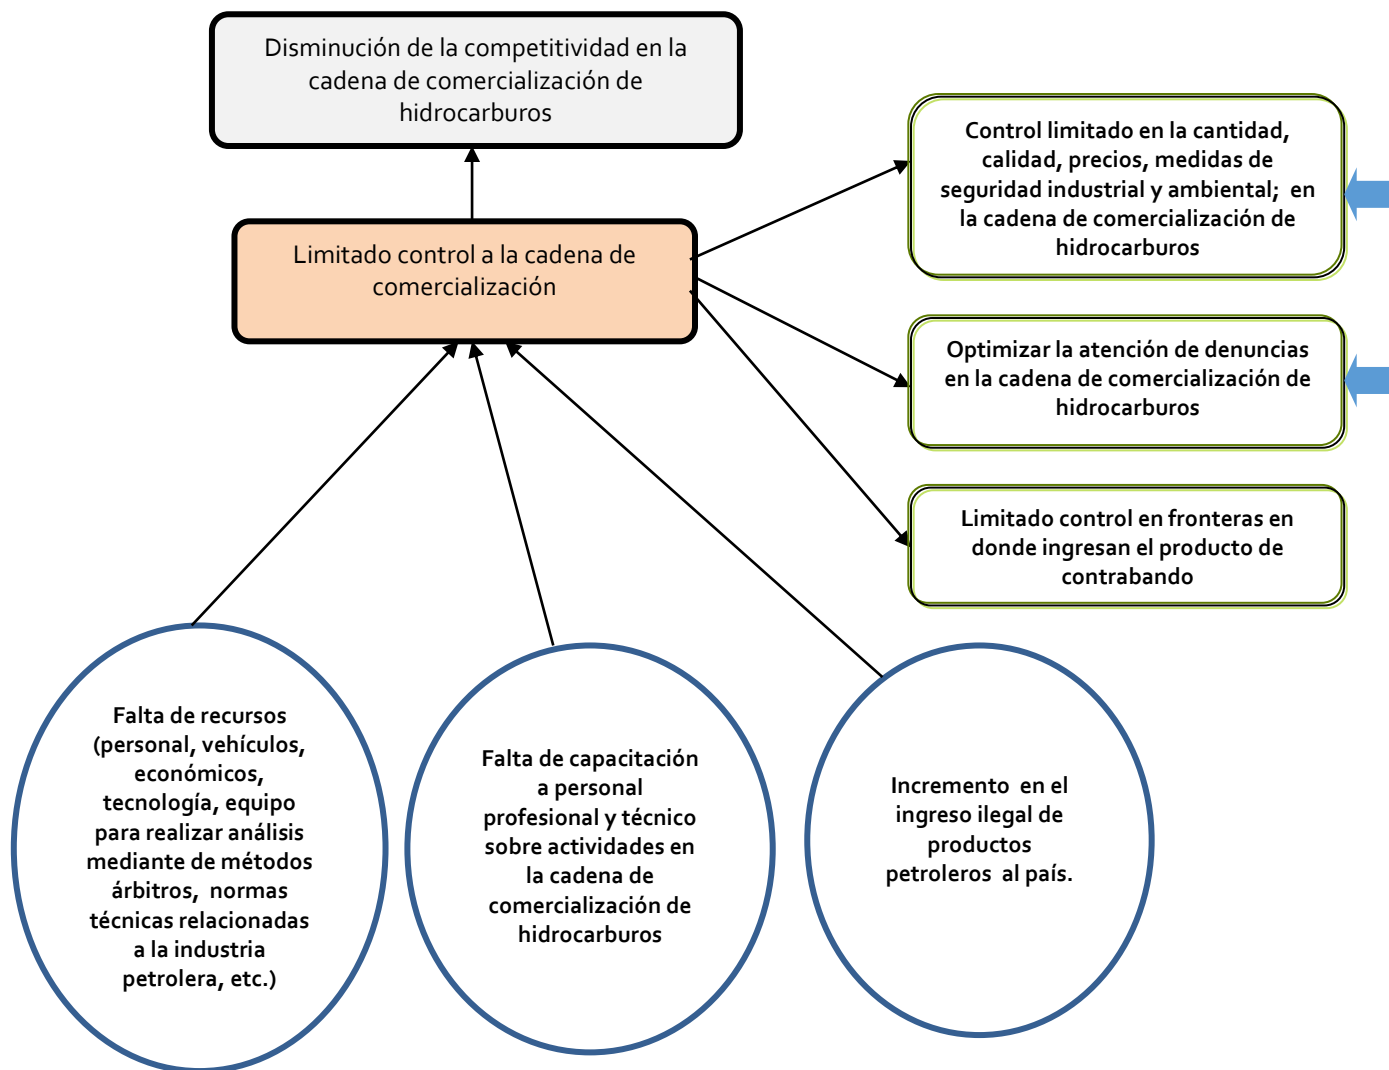 Disminución de la competitividad en la
cadena de comercialización de
hidrocarburos
Control limitado en la cantidad,
calidad, precios, medidas de
seguridad industrial y ambiental;  en
la cadena de comercialización de
hidrocarburos
Limitado control a la cadena de
comercialización
Optimizar la atención de denuncias
en la cadena de comercialización de
hidrocarburos
Limitado control en fronteras en
donde ingresan el producto de
contrabando
Falta de recursos
(personal, vehículos,
económicos,
tecnología, equipo
para realizar análisis
mediante de métodos
árbitros,  normas
técnicas relacionadas
a la industria
petrolera, etc.)
Falta de capacitación
a personal
profesional y técnico
sobre actividades en
la cadena de
comercialización de
hidrocarburos
Incremento  en el
ingreso ilegal de
productos
petroleros  al país.